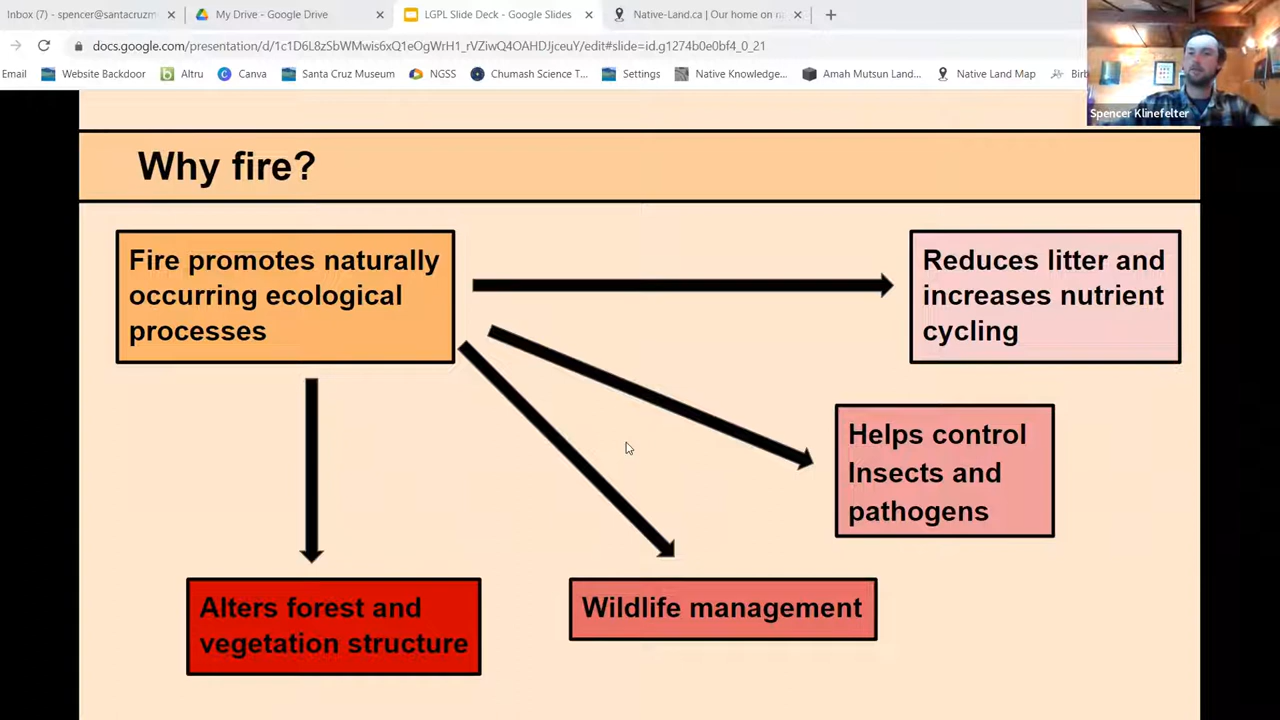 Inbox (7) - spencer@santacruzm
My Drive - Google Drive
LGPL Slide Deck - Google Slides
Native-Land.ca | Our home on na
docs.google.com/presentation/d/1c1D6L8zSbWMwis6xQ1eOgWrH1_rVZiwQ4OAHDJjceuY/edit#slide=id.g1274b0e0bf4_0_21
Email
Website Backdoor
Altru
Canva
Santa Cruz Museum
NGSS
Chumash Science T...
Settings
Native Knowledge...
Amah Mutsun Lan...
Native Land Map
Birb
Spencer Klinefelter
Why fire?
Fire promotes naturally
occurring ecological
processes
Reduces litter and
increases nutrient
cycling
Helps control
Insects and
pathogens
Alters forest and
vegetation structure
Wildlife management